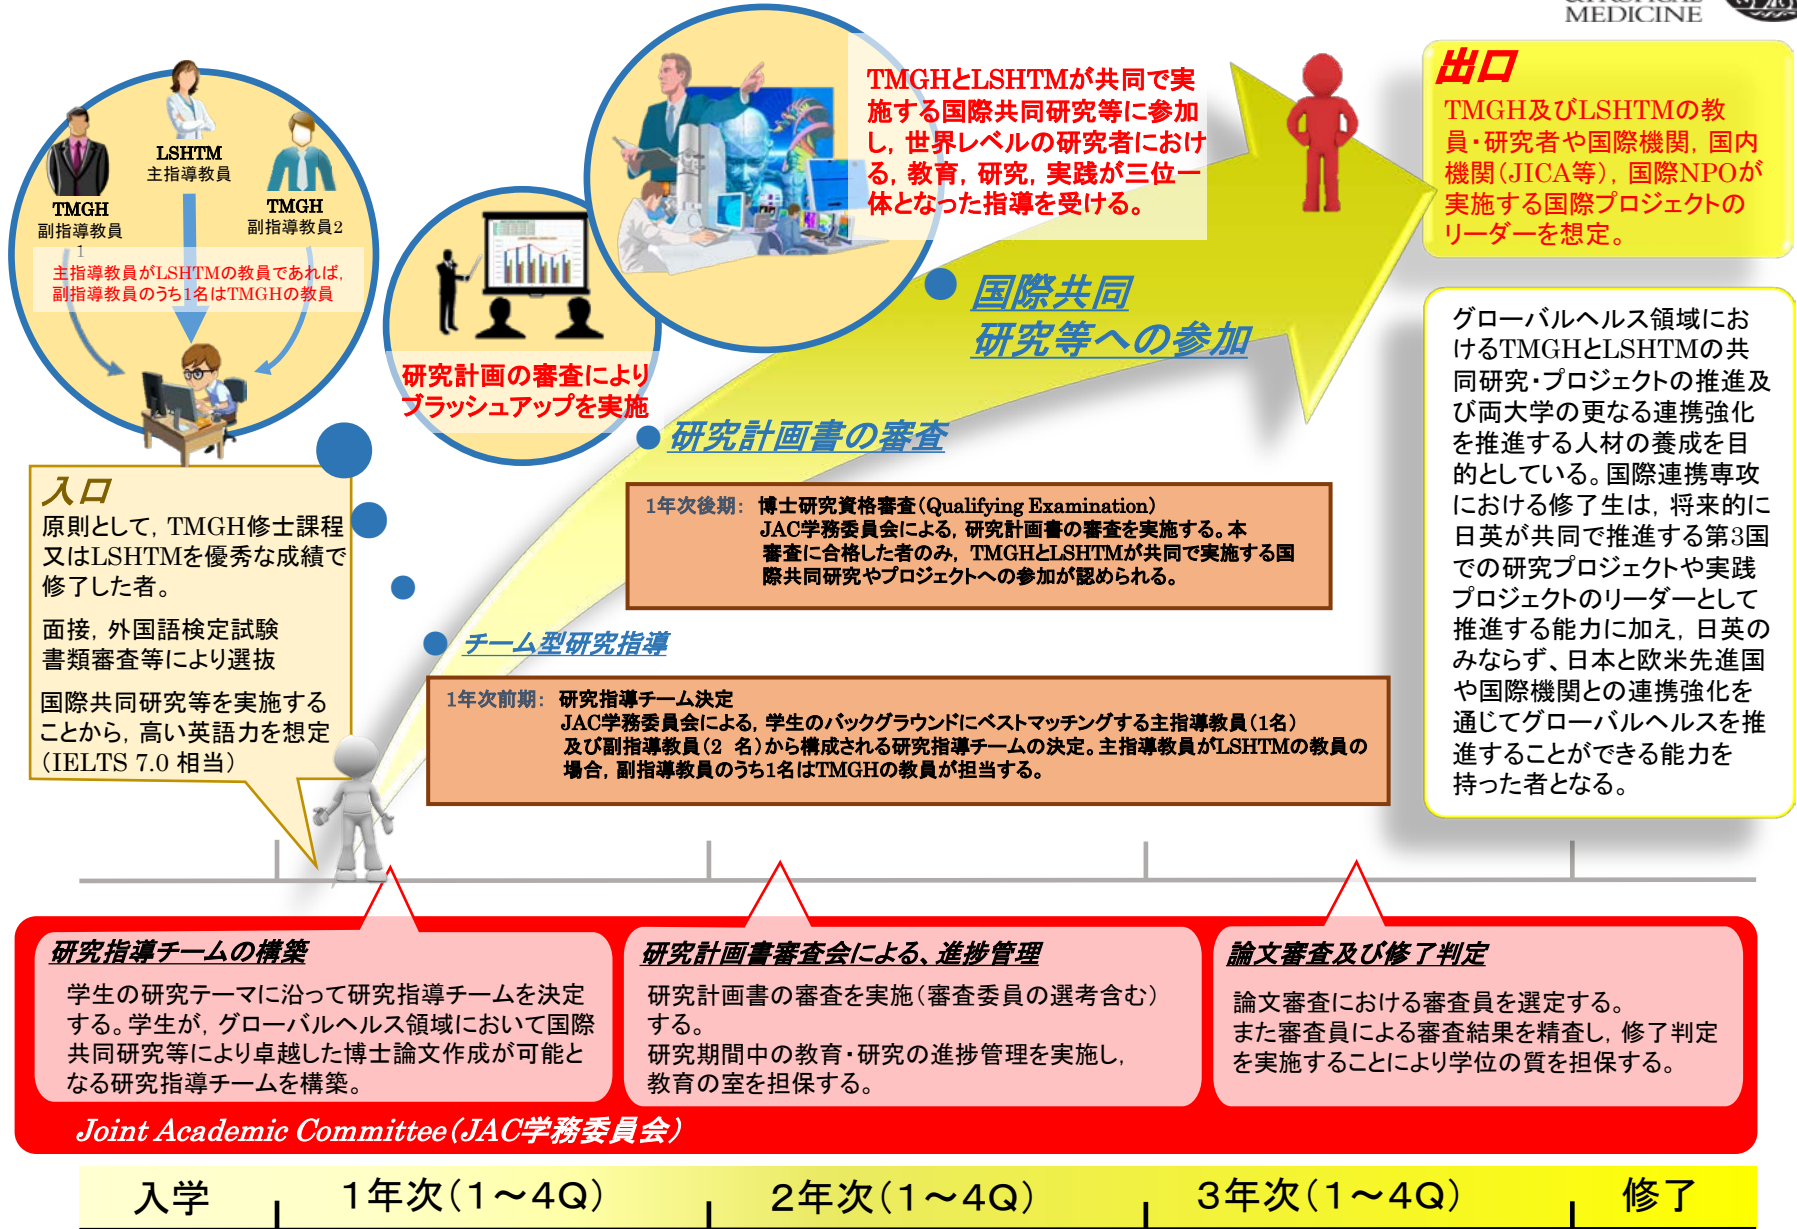 MEDICINE
LSHTM
主指導教員
TMGH
副指導教員
1
TMGH
副指導教員2
主指導教員がLSHTMの教員であれば,
副指導教員のうち1名はTMGHの教員
研究計画の審査により
ブラッシュアップを実施
TMGHとLSHTMが共同で実
施する国際共同研究等に参加
し, 世界レベルの研究者におけ
る, 教育, 研究, 実践が三位一
体となった指導を受ける。
出口
TMGH及びLSHTMの教
員・研究者や国際機関, 国内
機関(JICA等), 国際NPOが
実施する国際プロジェクトの
リーダーを想定。
国際共同
研究等への参加
研究計画書の審査
チーム型研究指導
グローバルヘルス領域にお
けるTMGHとLSHTMの共
同研究・プロジェクトの推進及
び両大学の更なる連携強化
を推進する人材の養成を目
的としている。国際連携専攻
における修了生は, 将来的に
日英が共同で推進する第3国
での研究プロジェクトや実践
プロジェクトのリーダーとして
推進する能力に加え, 日英の
みならず、日本と欧米先進国
や国際機関との連携強化を
通じてグローバルヘルスを推
進することができる能力を
持った者となる。
入口
原則として, TMGH修士課程
又はLSHTMを優秀な成績で
修了した者。
面接, 外国語検定試験
書類審査等により選抜
国際共同研究等を実施する
ことから, 高い英語力を想定
(IELTS 7.0 相当)
1年次後期: 博士研究資格審査(Qualifying Examination)
JAC学務委員会による, 研究計画書の審査を実施する。本
審査に合格した者のみ, TMGHとLSHTMが共同で実施する国
際共同研究やプロジェクトへの参加が認められる。
1年次前期: 研究指導チーム決定
JAC学務委員会による, 学生のバックグラウンドにベストマッチングする主指導教員(1名)
及び副指導教員(2 名)から構成される研究指導チームの決定。主指導教員がLSHTMの教員の
場合, 副指導教員のうち1名はTMGHの教員が担当する。
研究指導チームの構築
学生の研究テーマに沿って研究指導チームを決定
する。学生が, グローバルヘルス領域において国際
共同研究等により卓越した博士論文作成が可能と
なる研究指導チームを構築。
研究計画書審査会による、進捗管理
研究計画書の審査を実施(審査委員の選考含む)
する。
研究期間中の教育・研究の進捗管理を実施し,
教育の室を担保する。
論文審査及び修了判定
論文審査における審査員を選定する。
また審査員による審査結果を精査し, 修了判定
を実施することにより学位の質を担保する。
Joint Academic Committee(JAC学務委員会)
入学
1年次(1～4Q)
2年次(1～4Q)
3年次(1～4Q)
修了